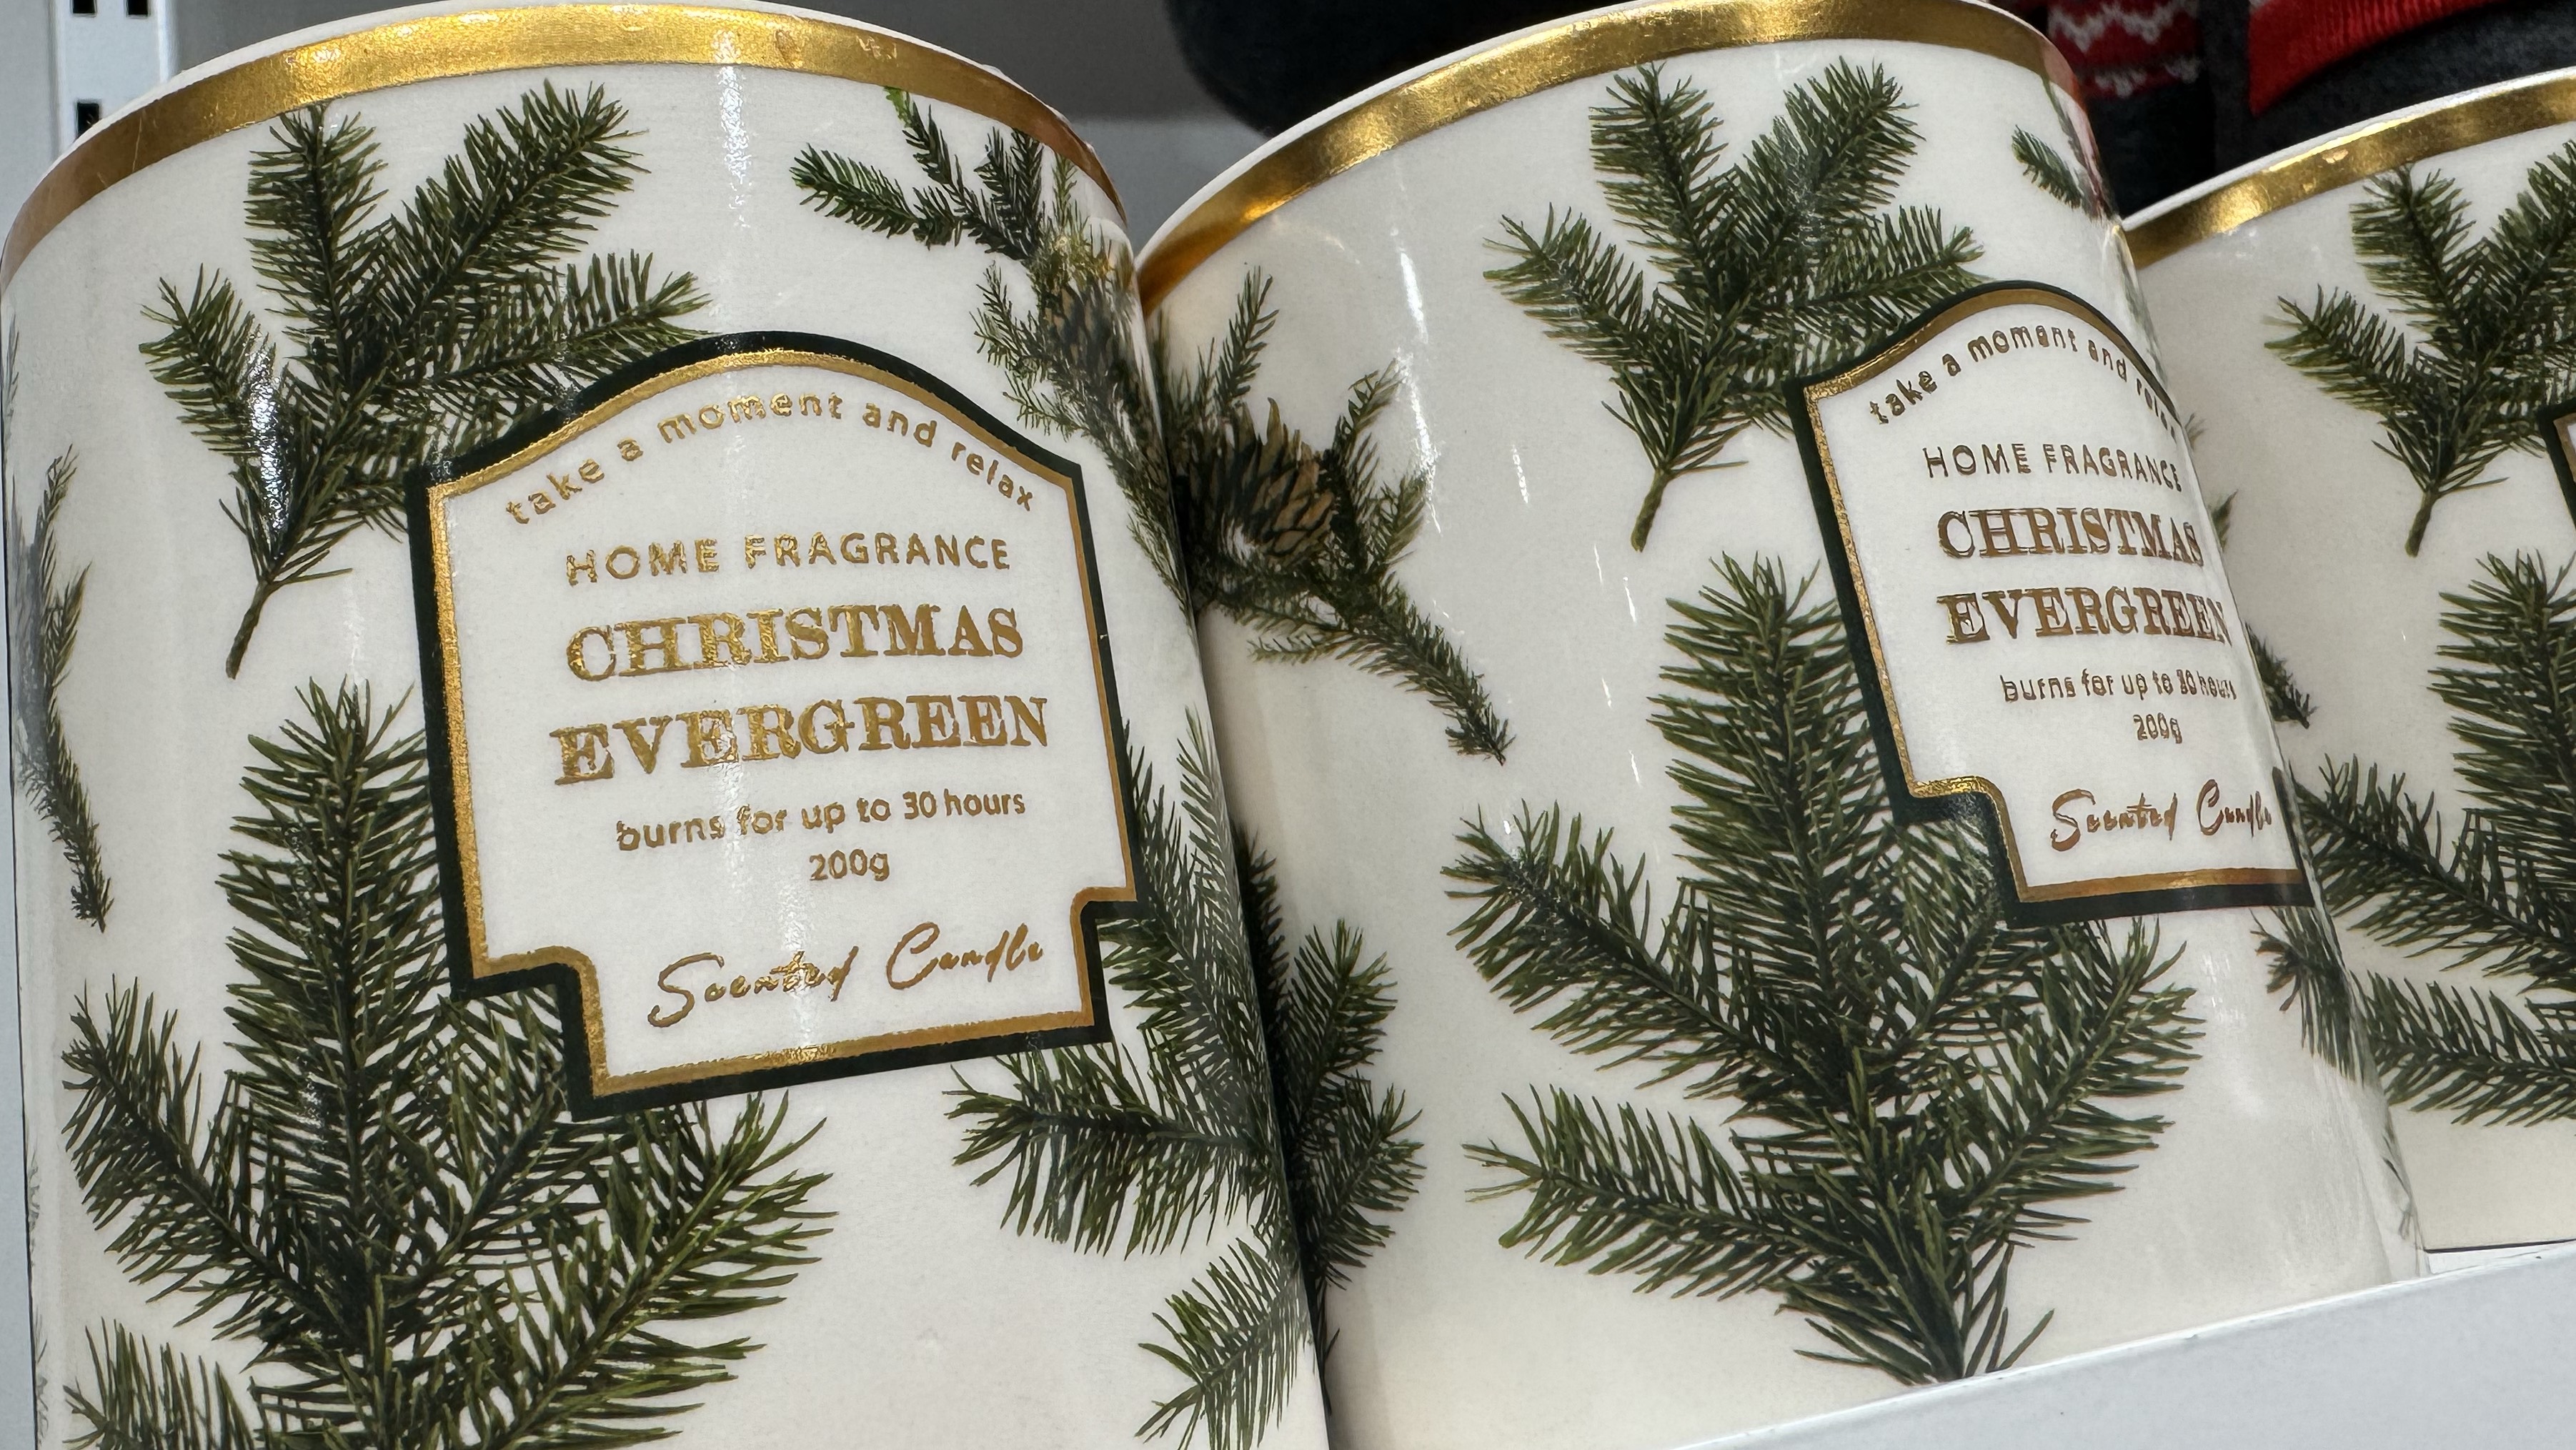 take a moment and relax
HOME FRAGRANCE
CHRISTMAS
EVERGREEN
burns for up to 30 hours
200g
Scented Candle
take a moment and relax
HOME FRAGRANCE
CHRISTMAS
EVERGREEN
burns for up to 30 hours
200g
Scented Candle